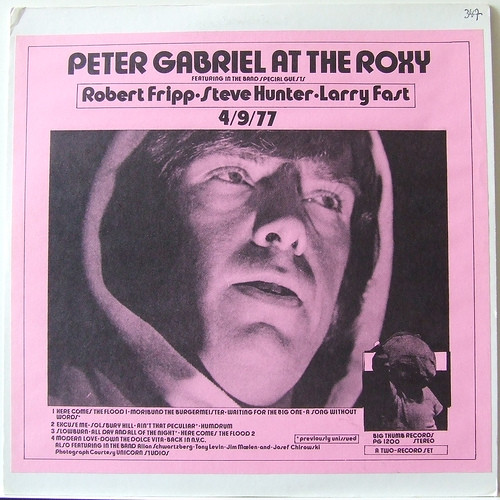 347
PETER GABRIEL AT THE ROXY
FEATURING IN THE BAND SPECIAL GUESTS
Robert Fripp·Steve Hunter·Larry Fast
4/9/77
1 HERE COMES THE FLOOD 1·MORIBUND THE BURGERMEISTER·WAITING FOR THE BIG ONE·A SONG WITHOUT
WORDS*
2 EXCUSE ME·SOLSBURY HILL·AIN'T THAT PECULIAR*·HUMDRUM
3 SLOWBURN·ALL DAY AND ALL OF THE NIGHT*·HERE COMES THE FLOOD 2
4 MODERN LOVE·DOWN THE DOLCE VITA·BACK IN N.Y.C.
ALSO FEATURING IN THE BAND Allan Schwartzberg·Tony Levin·Jim Maelen·and·Josef Chirowski
Photograph Courtesy UNICORN STUDIOS
* previously unissued
BIG THUMB RECORDS
PG 1200 STEREO
A TWO-RECORD SET